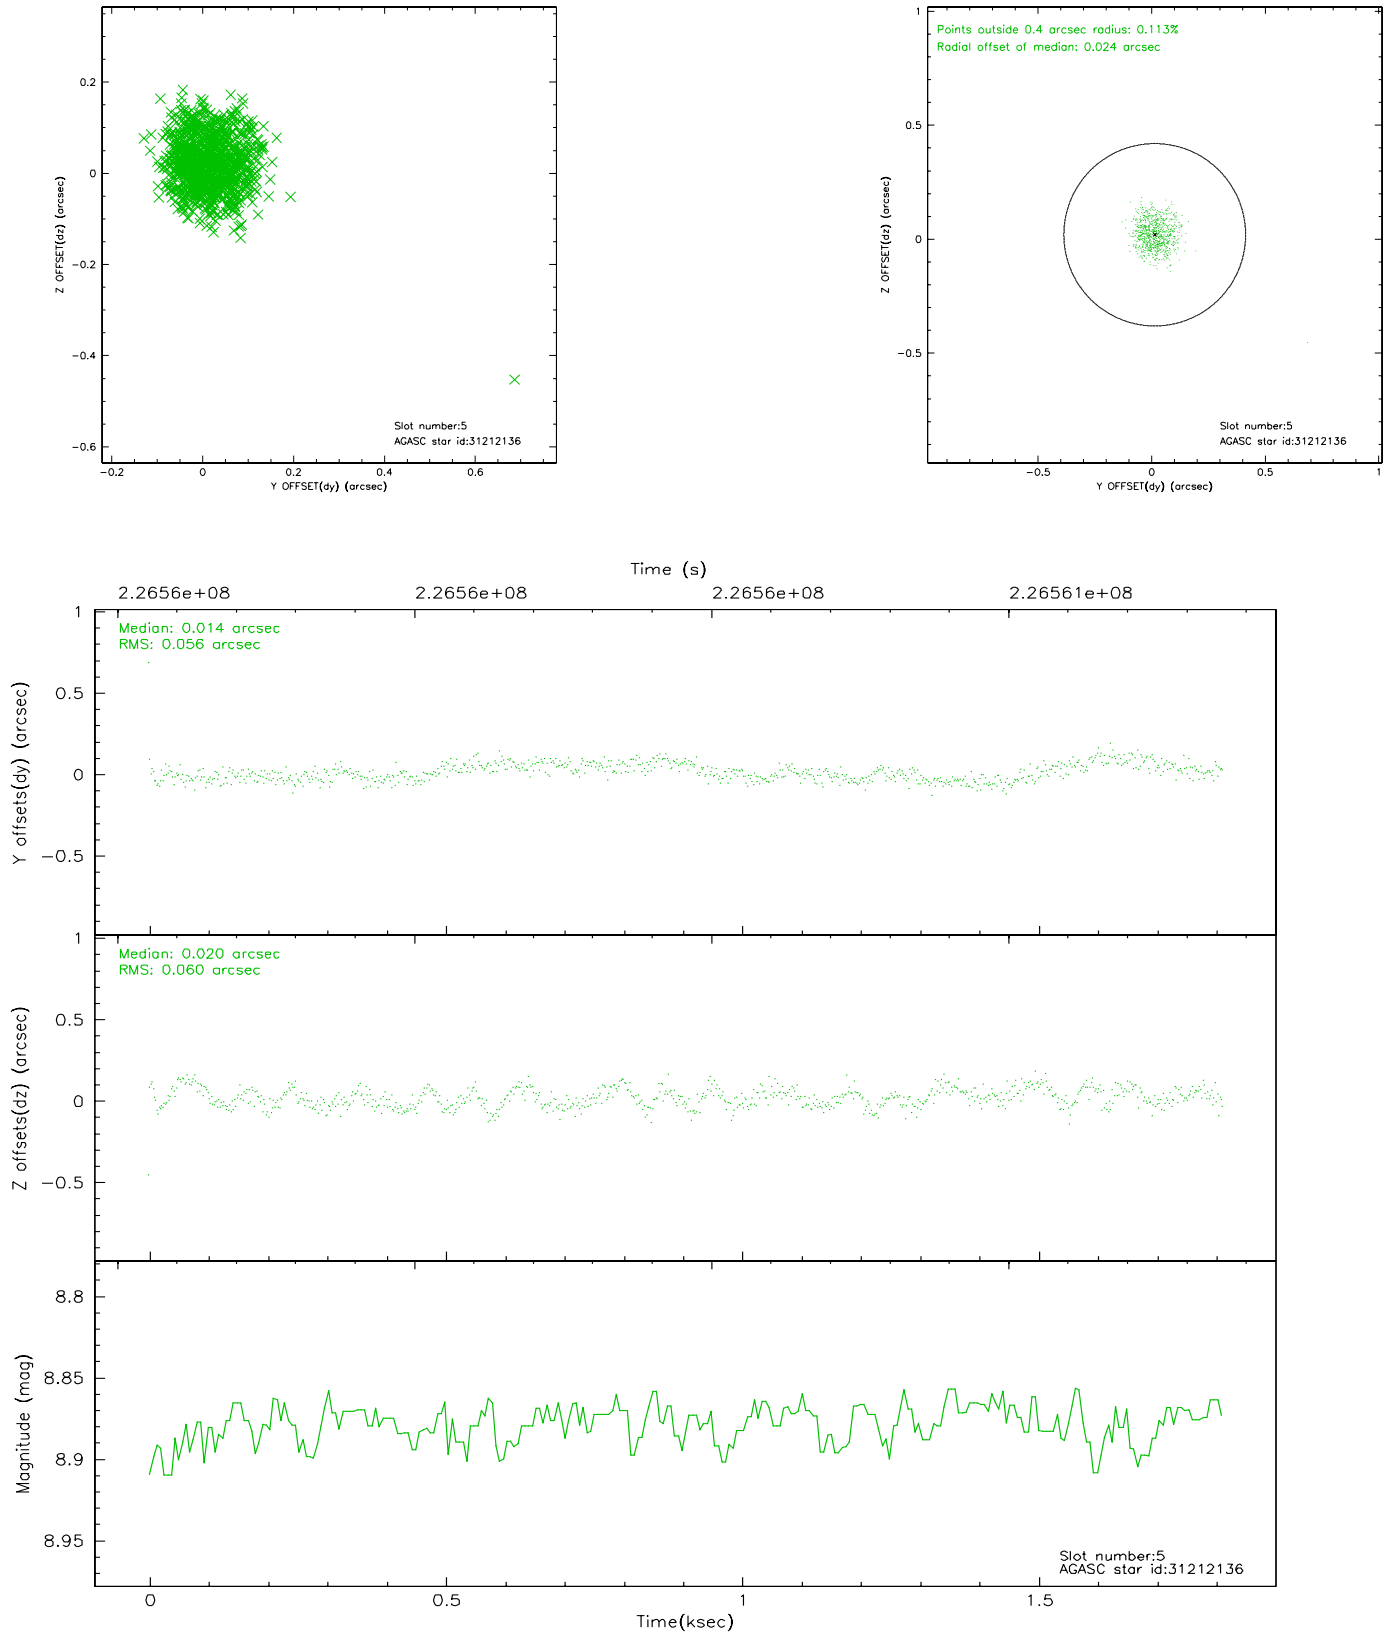 0.2
0
-0.2
-0.4
-0.6
Z OFFSET(dz) (arcsec)
Slot number:5
AGASC star id:31212136
-0.2 0 0.2 0.4 0.6
Y OFFSET(dy) (arcsec)
Points outside 0.4 arcsec radius: 0.113%
Radial offset of median: 0.024 arcsec
1
0.5
0
-0.5
Z OFFSET(dz) (arcsec)
Slot number:5
AGASC star id:31212136
-0.5 0 0.5 1
Y OFFSET(dy) (arcsec)
Time (s)
2.2656e+08 2.2656e+08 2.2656e+08 2.26561e+08
Median: 0.014 arcsec
RMS: 0.056 arcsec
1
0.5
0
-0.5
Y offsets(dy) (arcsec)
Median: 0.020 arcsec
RMS: 0.060 arcsec
1
0.5
0
-0.5
Z offsets(dz) (arcsec)
8.8
8.85
8.9
8.95
Magnitude (mag)
Slot number:5
AGASC star id:31212136
0 0.5 1 1.5
Time(ksec)